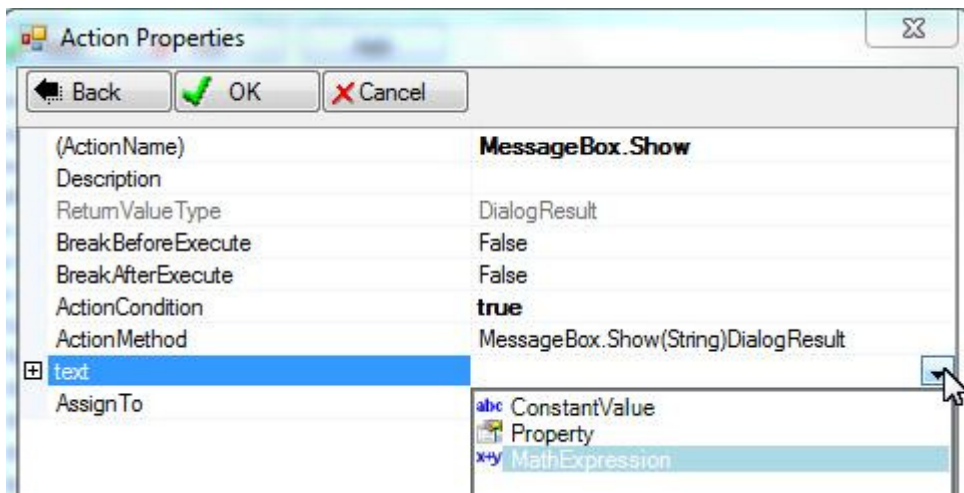 Action Properties
Back OK Cancel
(ActionName) MessageBox.Show
Description
ReturnValueType DialogResult
BreakBeforeExecute False
BreakAfterExecute False
ActionCondition true
ActionMethod MessageBox.Show(String)DialogResult
text
AssignTo
abc ConstantValue
Property
x+y MathExpression